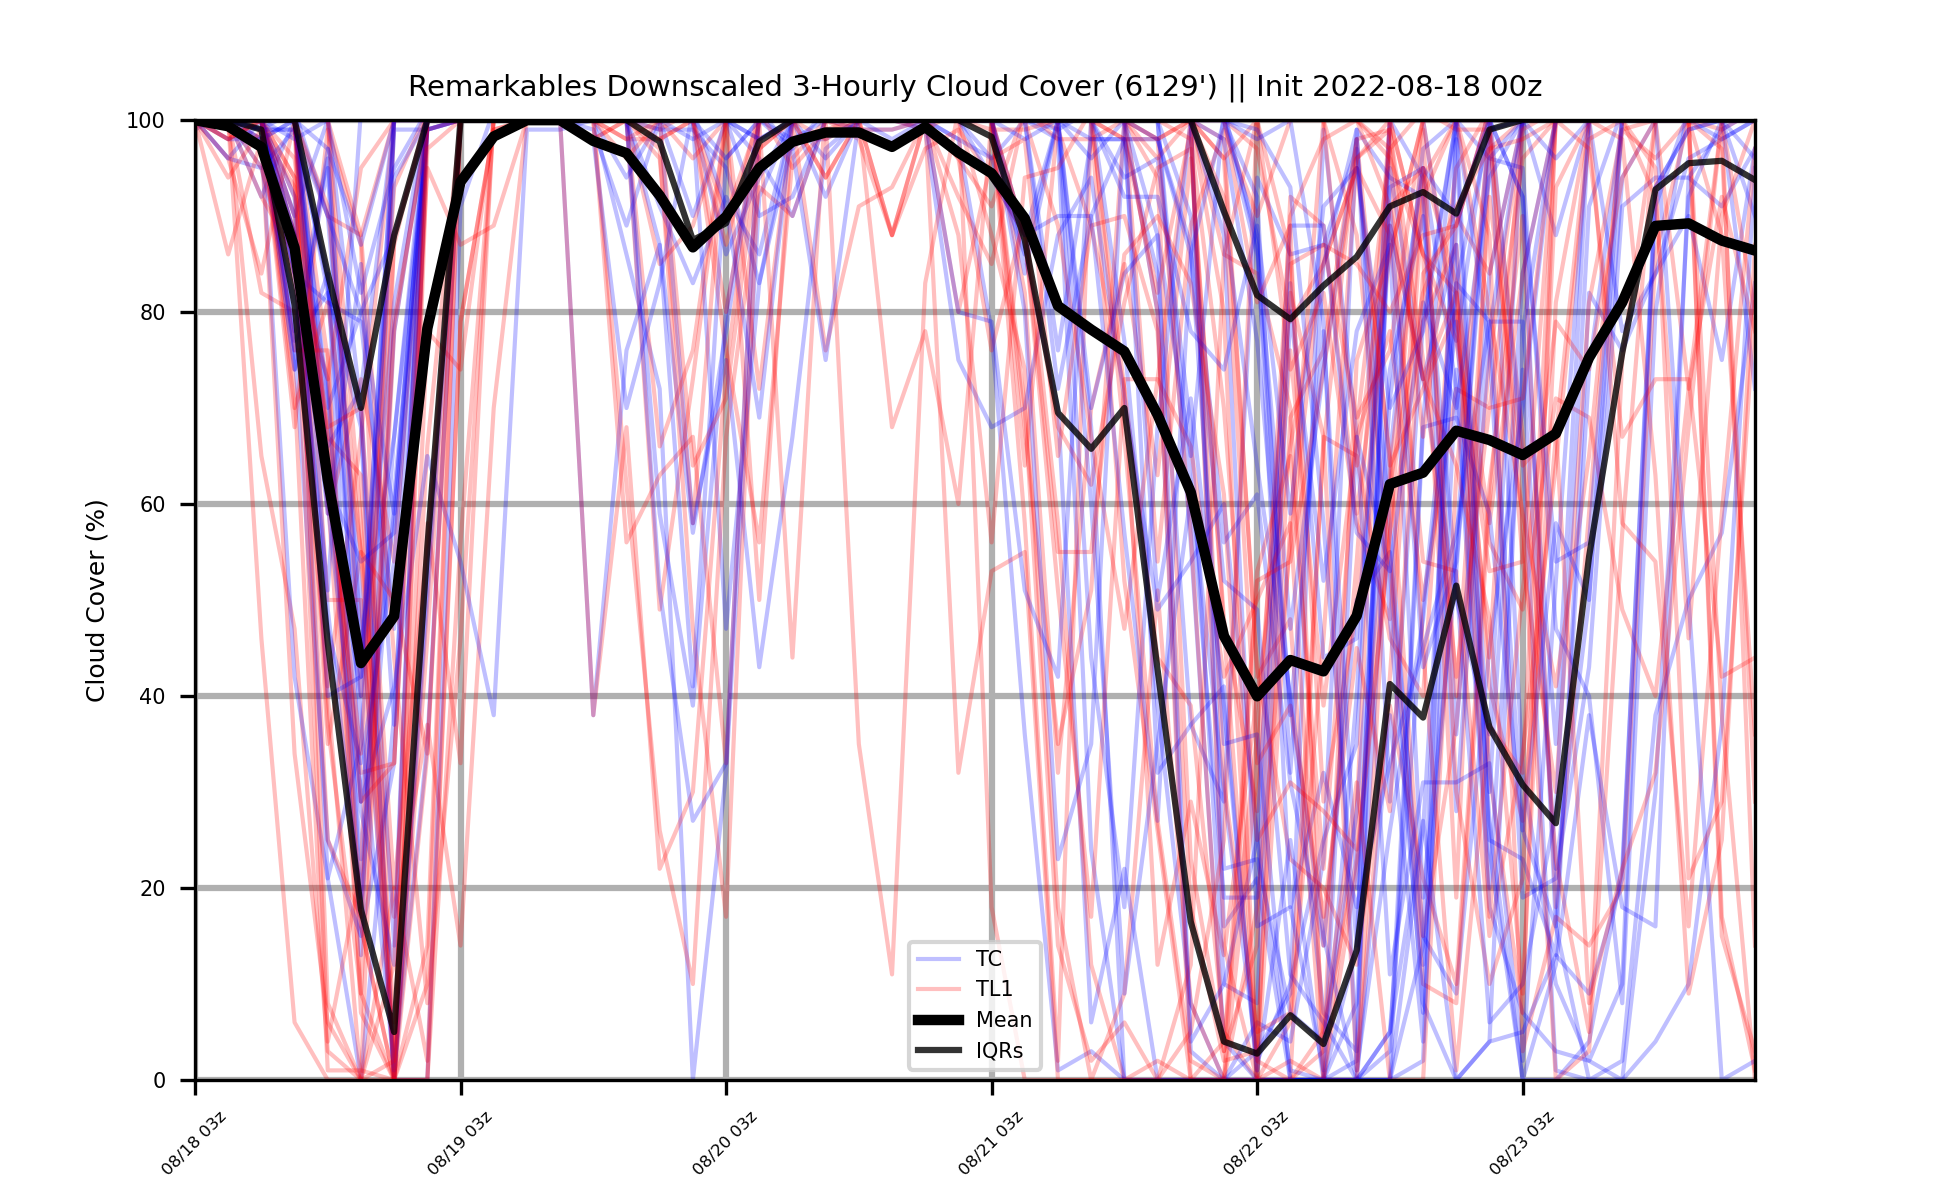 Remarkables Downscaled 3-Hourly Cloud Cover (6129') || Init 2022-08-18 00z
Cloud Cover (%)
100
80
60
40
20
0
TC
TL1
Mean
IQRs
08/18 03z
08/19 03z
08/20 03z
08/21 03z
08/22 03z
08/23 03z